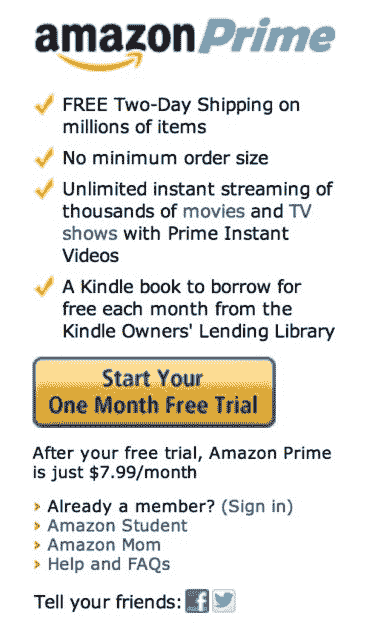 amazonPrime
FREE Two-Day Shipping on
millions of items
No minimum order size
Unlimited instant streaming of
thousands of movies and TV
shows with Prime Instant
Videos
A Kindle book to borrow for
free each month from the
Kindle Owners' Lending Library
Start Your
One Month Free Trial
After your free trial, Amazon Prime
is just $7.99/month
Already a member? (Sign in)
Amazon Student
Amazon Mom
Help and FAQs
Tell your friends: